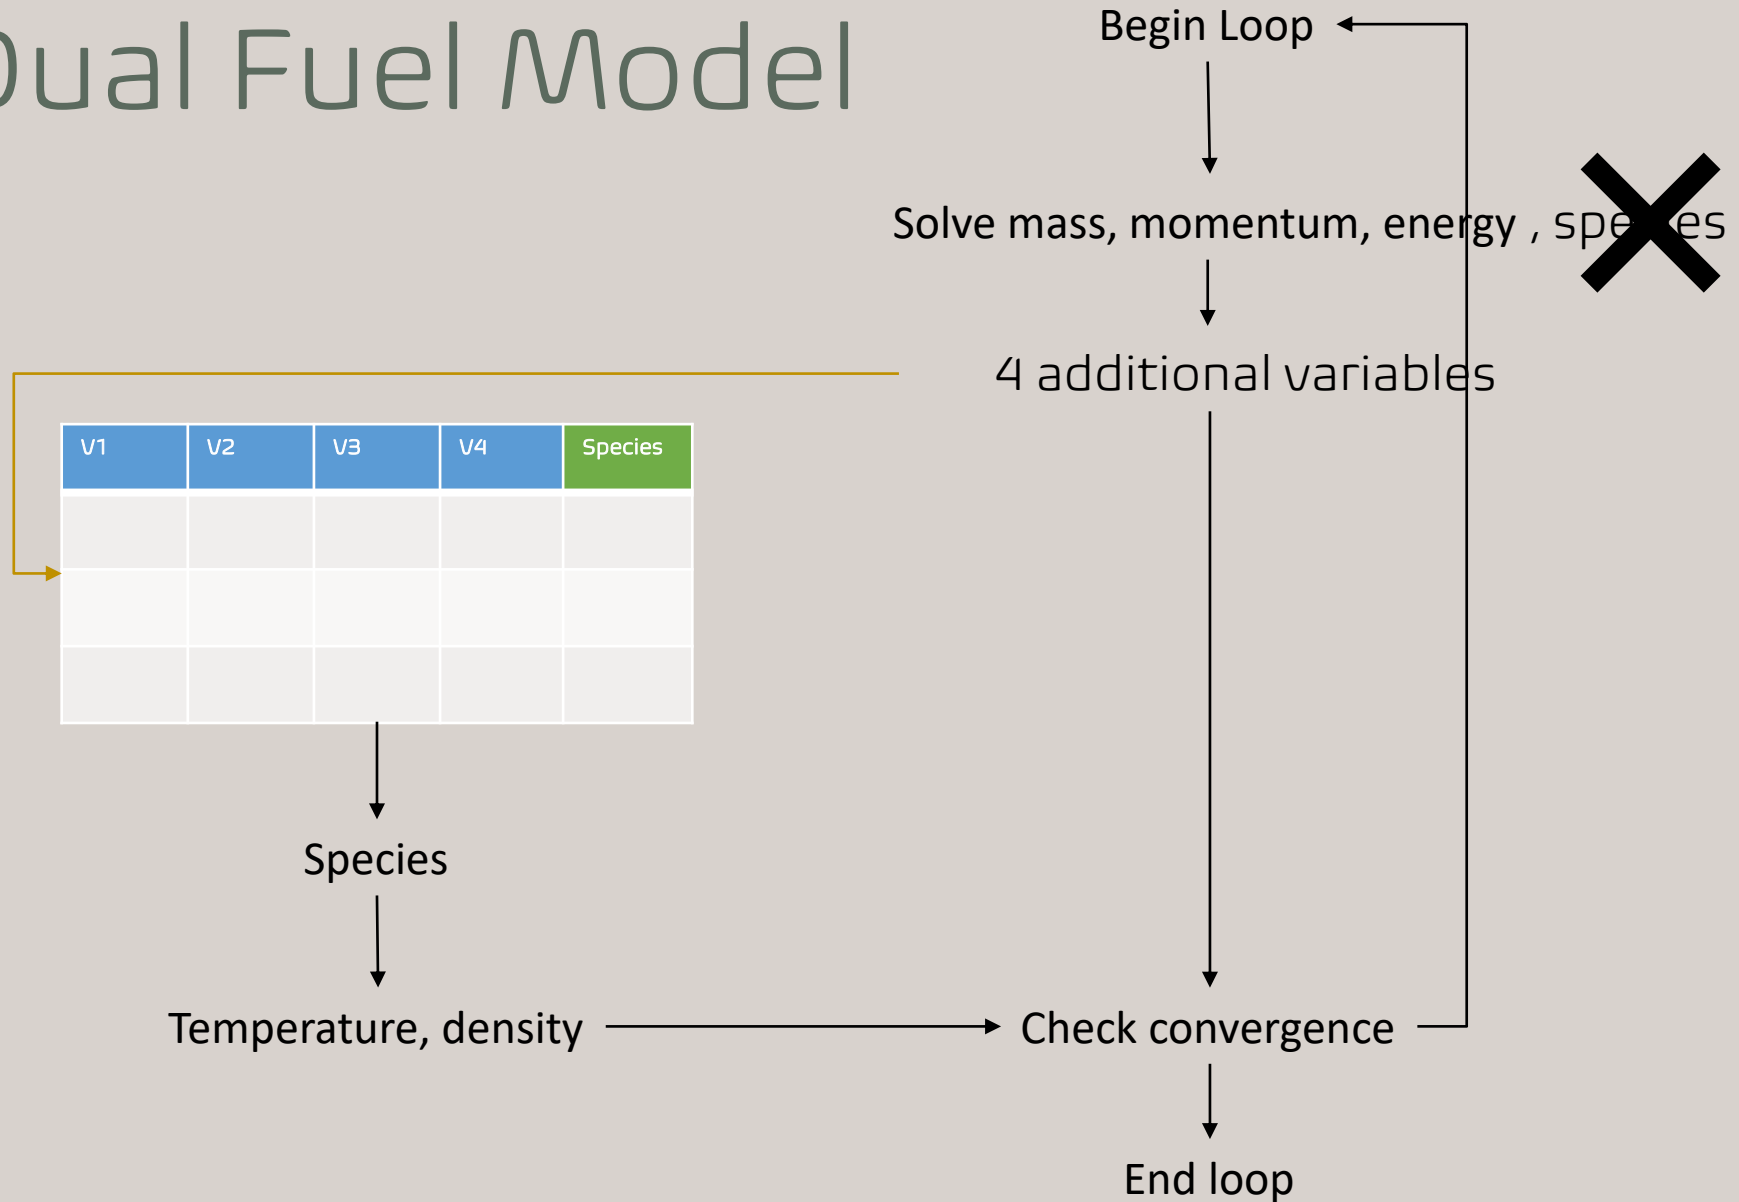 Dual Fuel Model
Begin Loop
Solve mass, momentum, energy , species
4 additional variables
V1 V2 V3 V4 Species
Species
Temperature, density
Check convergence
End loop